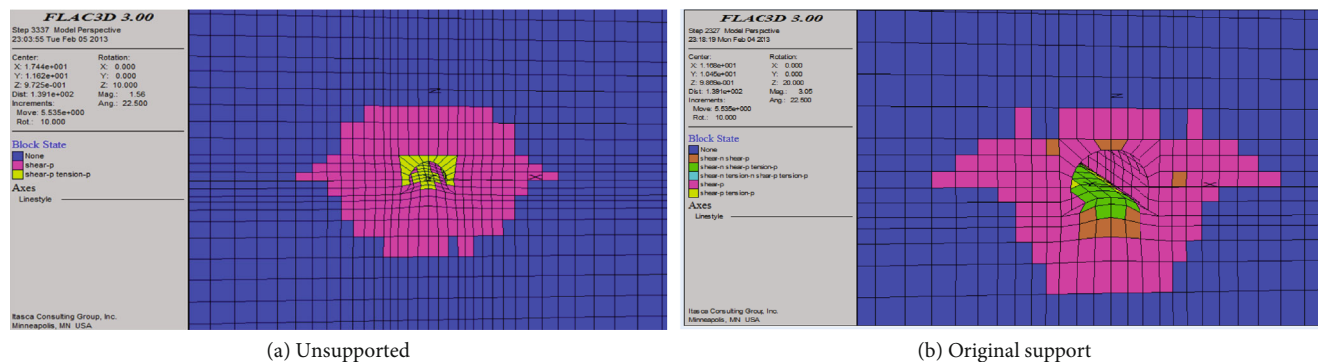 FLAC3D 3.00
Step 3337 Model Perspective
23:03:55 Tue Feb 05 2013
Center: Rotation:
X: 1.744e+001 X: 0.000
Y: 1.162e+001 Y: 0.000
Z: 9.725e-001 Z: 10.000
Dist: 1.391e+002 Mag.: 1.56
Increments: Ang.: 22.500
Move: 5.535e+000
Rot.: 10.000
Block State
None
shear-p
shear-p tension-p
Axes
Linestyle
Itasca Consulting Group, Inc.
Minneapolis, MN USA
(a) Unsupported
FLAC3D 3.00
Step 2327 Model Perspective
23:18:19 Mon Feb 04 2013
Center: Rotation:
X: 1.168e+001 X: 0.000
Y: 1.046e+001 Y: 0.000
Z: 9.869e-001 Z: 20.000
Dist: 1.391e+002 Mag.: 3.05
Increments: Ang.: 22.500
Move: 5.535e+000
Rot.: 10.000
Block State
None
shear-n shear-p
shear-n shear-p tension-p
shear-n tension-n shear-p tension-p
shear-p
shear-p tension-p
Axes
Linestyle
Itasca Consulting Group, Inc.
Minneapolis, MN USA
(b) Original support